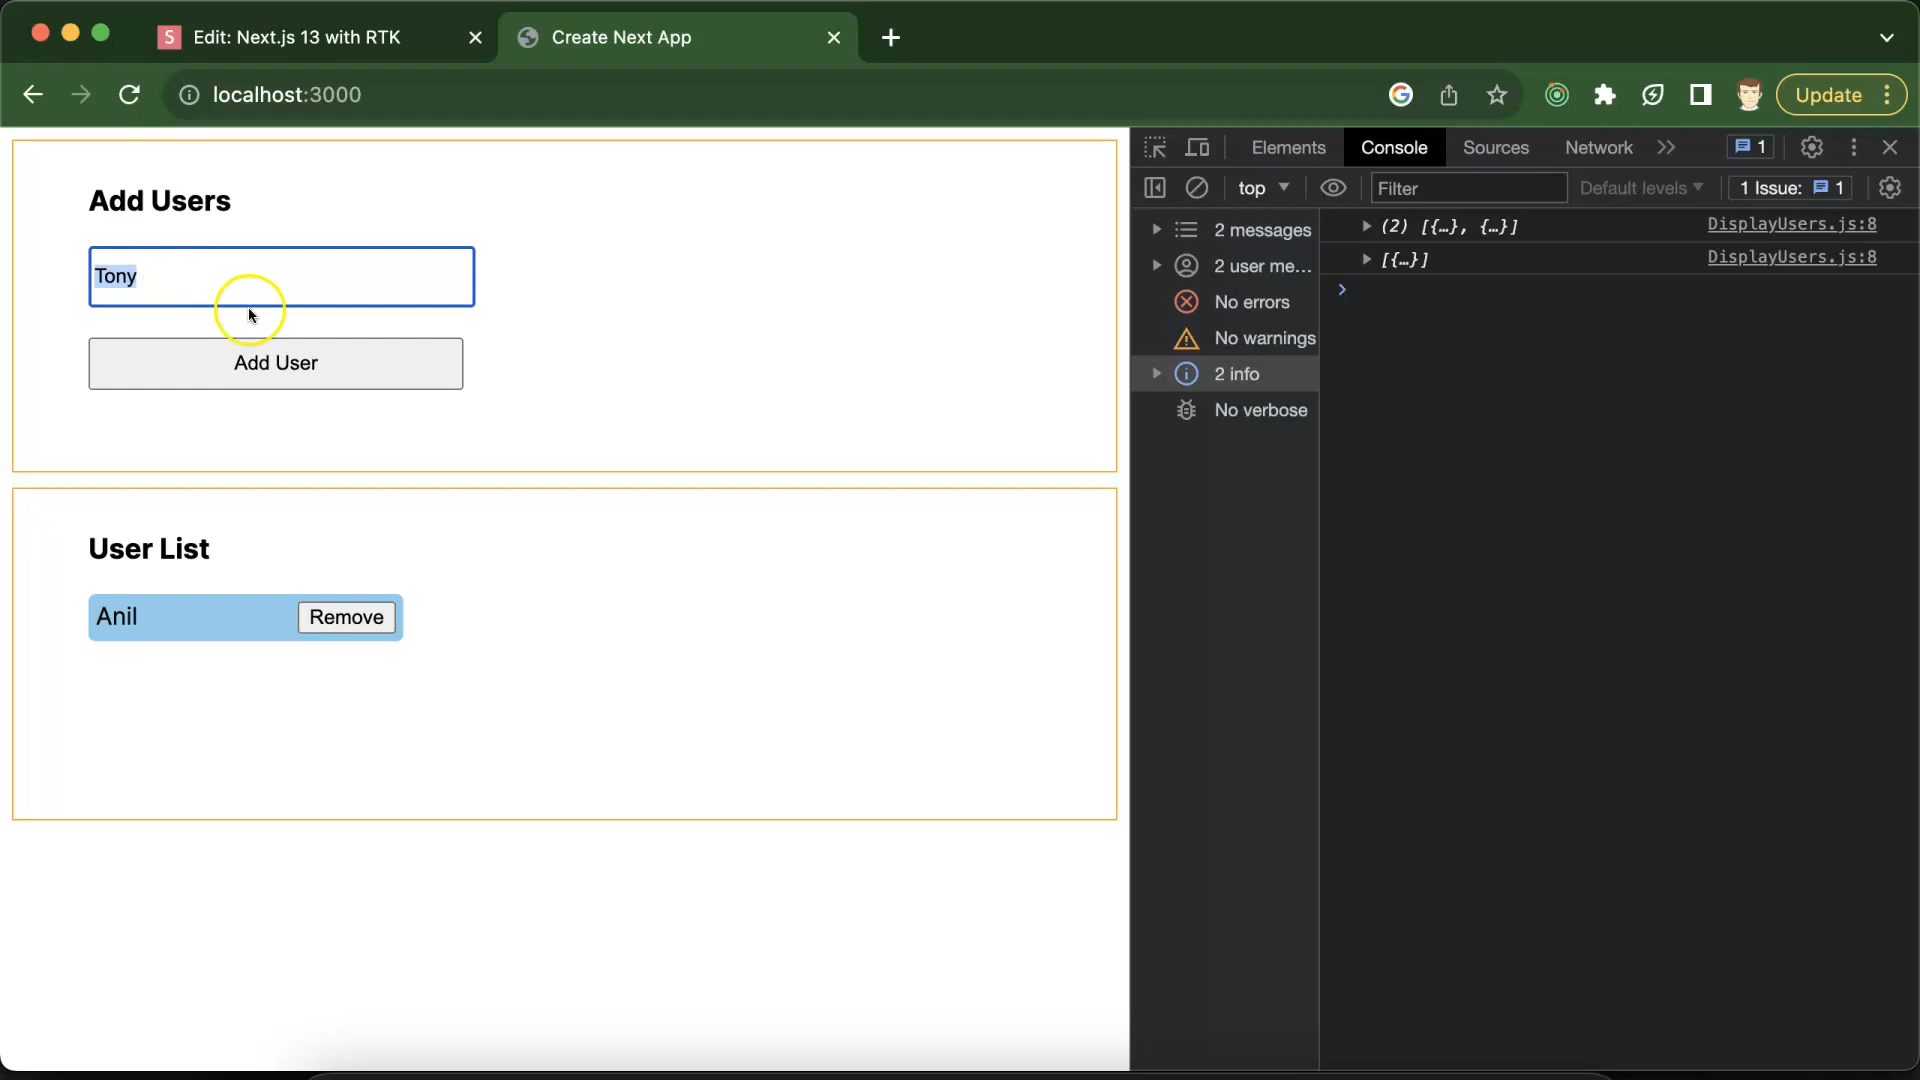 S Edit: Next.js 13 with RTK
Create Next App
localhost:3000
Update
Add Users
Tony
Add User
User List
Anil
Remove
Elements
Console
Sources
Network
1
top
Filter
Default levels
1 Issue: 1
2 messages
2 user me...
No errors
No warnings
2 info
No verbose
(2) [{…}, {…}]
DisplayUsers.js:8
[{…}]
DisplayUsers.js:8